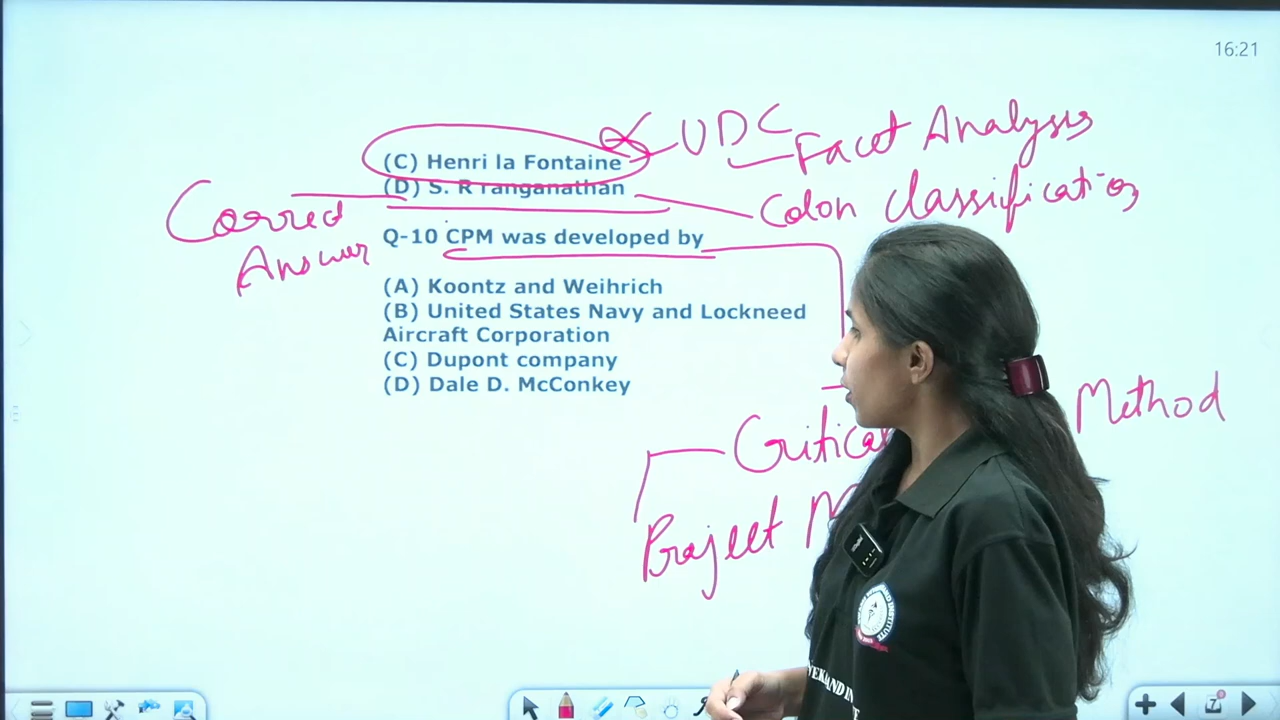 16:21
UDC
Facet Analysis
(C) Henri la Fontaine
(D) S. R ranganathan
Colon Classification
Correct
Answer
Q-10 CPM was developed by
(A) Koontz and Weihrich
(B) United States Navy and Lockneed
Aircraft Corporation
(C) Dupont company
(D) Dale D. McConkey
Method
Project